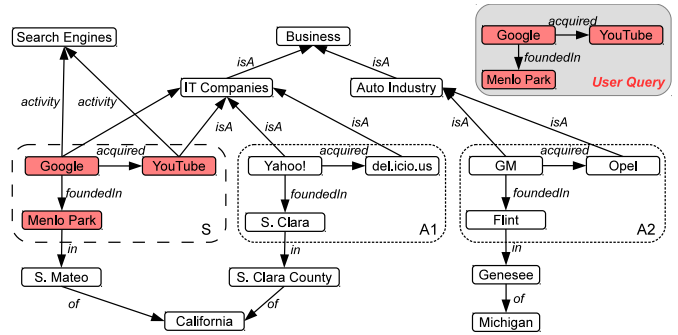 Search Engines
Business
Google
acquired
YouTube
foundedIn
Menlo Park
User Query
isA
isA
IT Companies
Auto Industry
activity
activity
isA
isA
isA
isA
isA
Google
acquired
YouTube
foundedIn
Menlo Park
S
Yahoo!
acquired
del.icio.us
foundedIn
S. Clara
A1
GM
acquired
Opel
foundedIn
Flint
A2
in
in
in
S. Mateo
S. Clara County
Genesee
of
of
of
California
Michigan